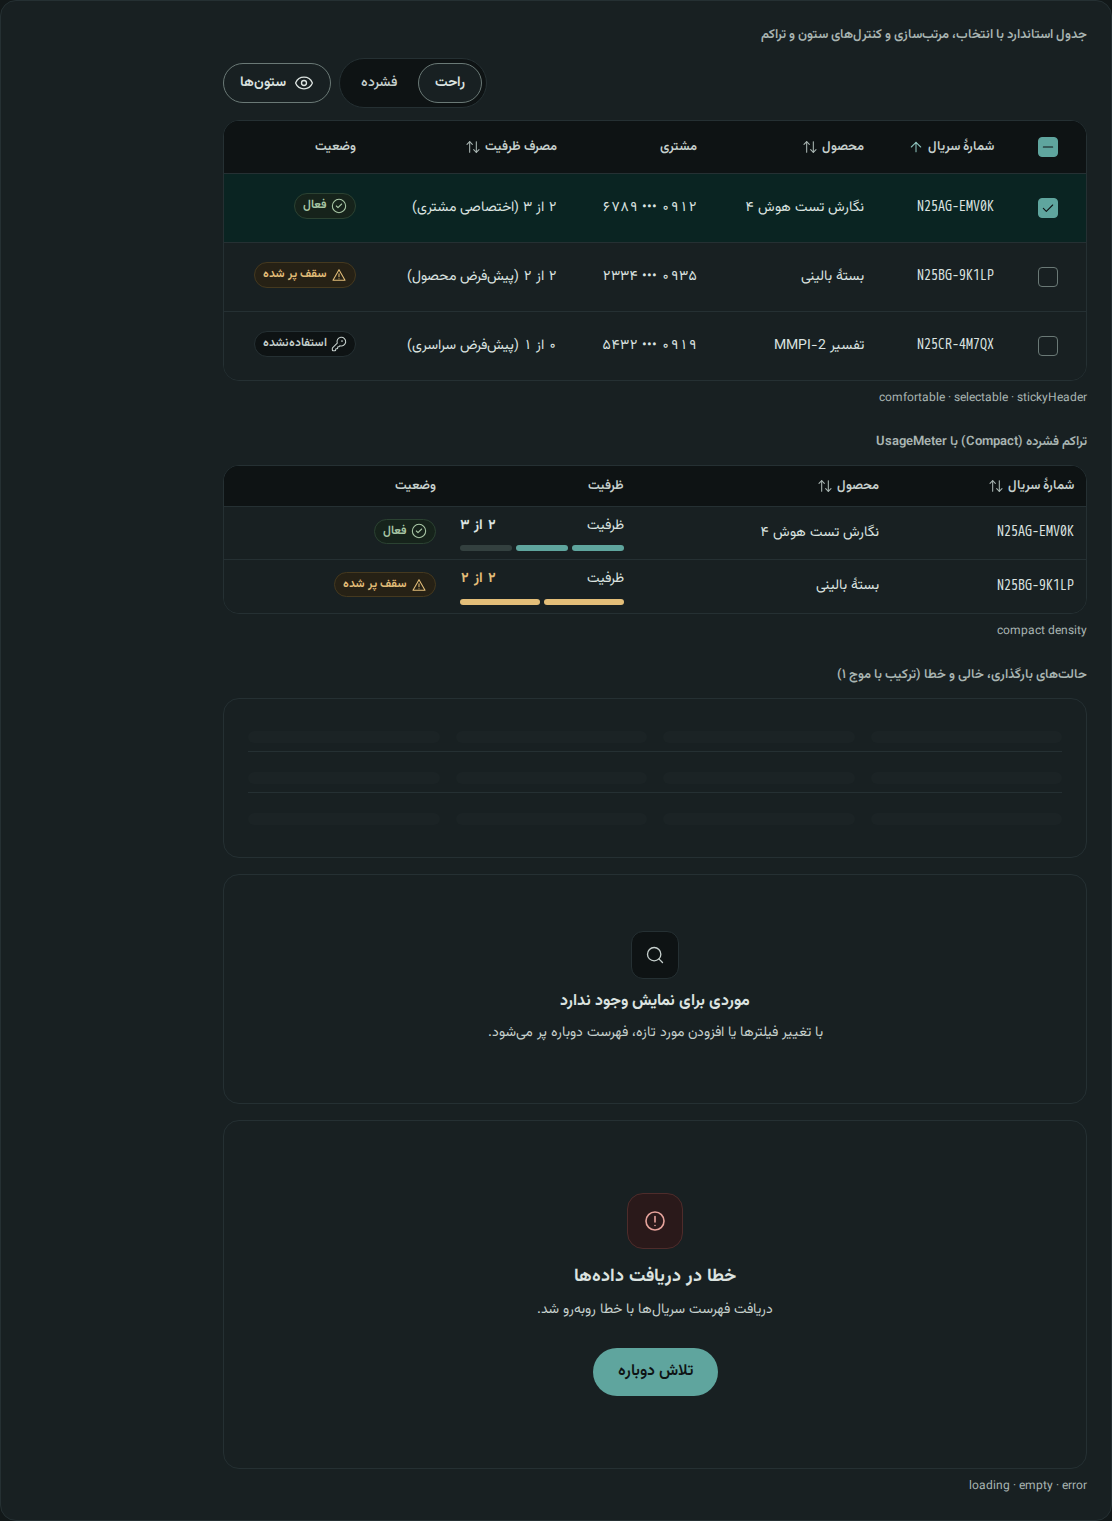 جدول استاندارد با انتخاب، مرتب‌سازی و کنترل‌های ستون و تراکم
راحت فشرده ستون‌ها
شمارهٔ سریال محصول مشتری مصرف ظرفیت وضعیت
N25AG-EMV0K نگارش تست هوش ۴ ۰۹۱۲ ••• ۶۷۸۹ ۲ از ۳ (اختصاصی مشتری) فعال
N25BG-9K1LP بستهٔ بالینی ۰۹۳۵ ••• ۲۳۳۴ ۲ از ۲ (پیش‌فرض محصول) سقف پر شده
N25CR-4M7QX تفسیر MMPI-2 ۰۹۱۹ ••• ۵۴۳۲ ۰ از ۱ (پیش‌فرض سراسری) استفاده‌نشده
comfortable · selectable · stickyHeader
تراکم فشرده (Compact) با UsageMeter
شمارهٔ سریال محصول ظرفیت وضعیت
N25AG-EMV0K نگارش تست هوش ۴ ظرفیت ۲ از ۳ فعال
N25BG-9K1LP بستهٔ بالینی ظرفیت ۲ از ۲ سقف پر شده
compact density
حالت‌های بارگذاری، خالی و خطا (ترکیب با موج ۱)
موردی برای نمایش وجود ندارد
با تغییر فیلترها یا افزودن مورد تازه، فهرست دوباره پر می‌شود.
خطا در دریافت داده‌ها
دریافت فهرست سریال‌ها با خطا روبه‌رو شد.
تلاش دوباره
loading · empty · error